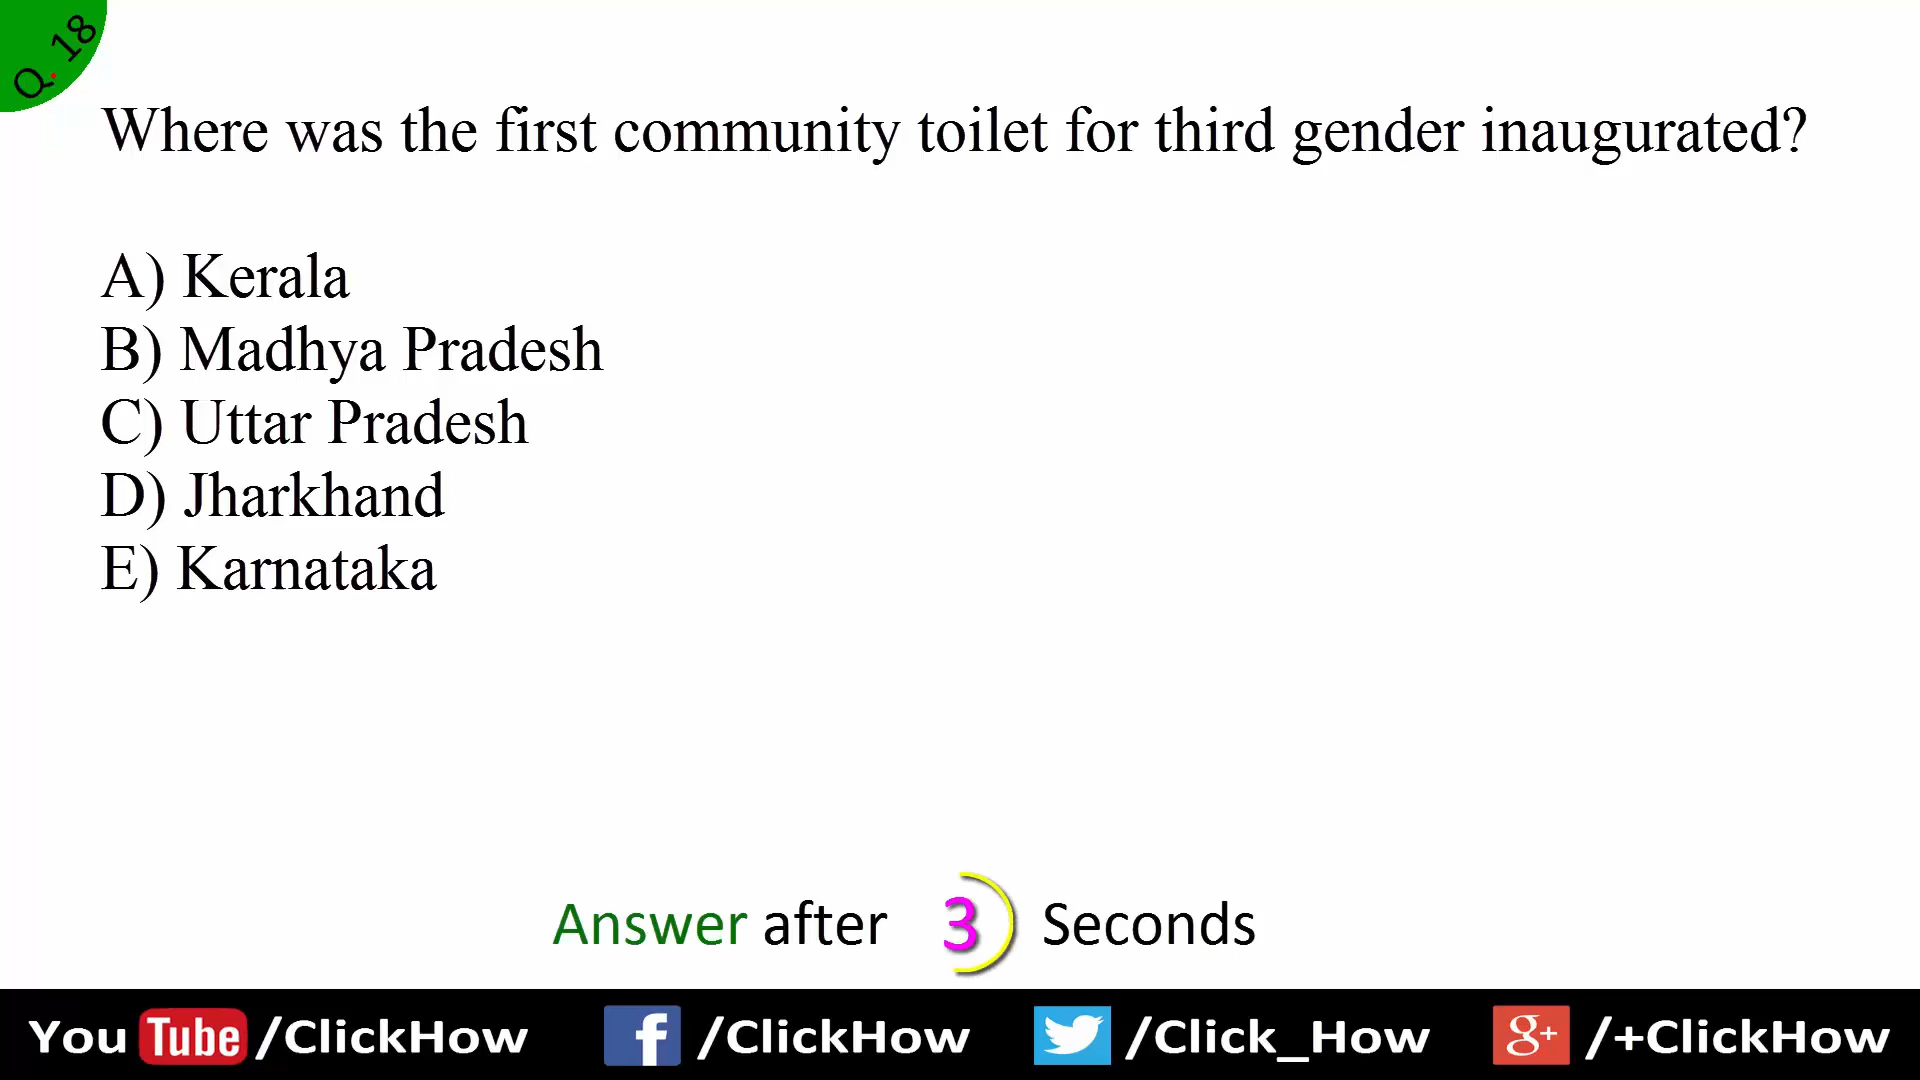 Q. 18
Where was the first community toilet for third gender inaugurated?
A) Kerala
B) Madhya Pradesh
C) Uttar Pradesh
D) Jharkhand
E) Karnataka
Answer after 3 Seconds
You Tube /ClickHow f /ClickHow /Click_How g+ /+ClickHow